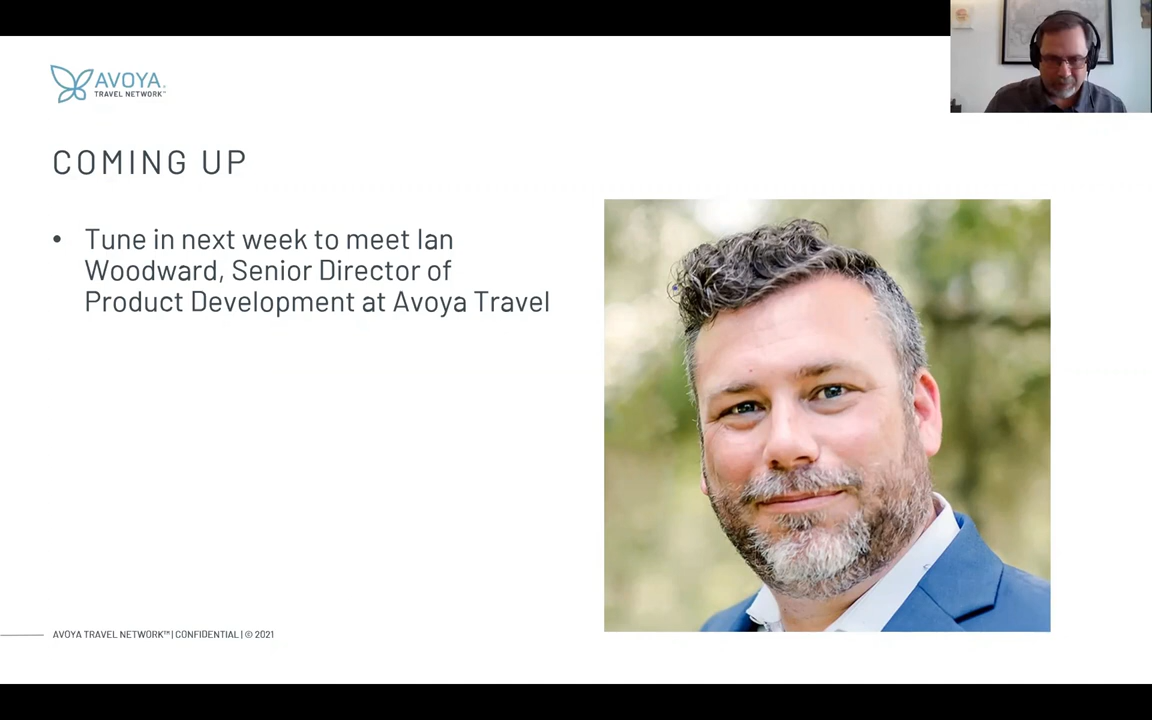 AVOYA
TRAVEL NETWORK™
COMING UP
• Tune in next week to meet Ian
Woodward, Senior Director of
Product Development at Avoya Travel
AVOYA TRAVEL NETWORK™ | CONFIDENTIAL | © 2021